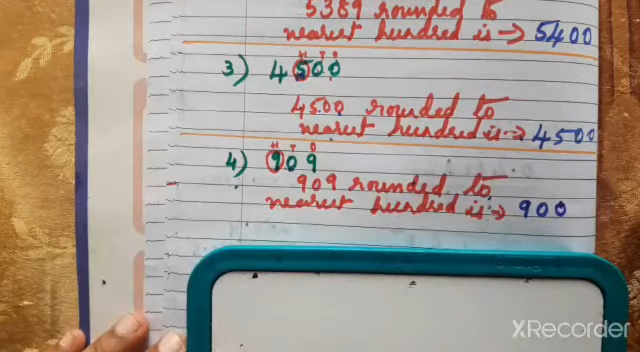 5389 rounded to
nearest hundred is → 5400
H T O
3) 4500
4500 rounded to
nearest hundred is → 4500
H T O
4) 909
909 rounded to
nearest hundred is → 900
XRecorder